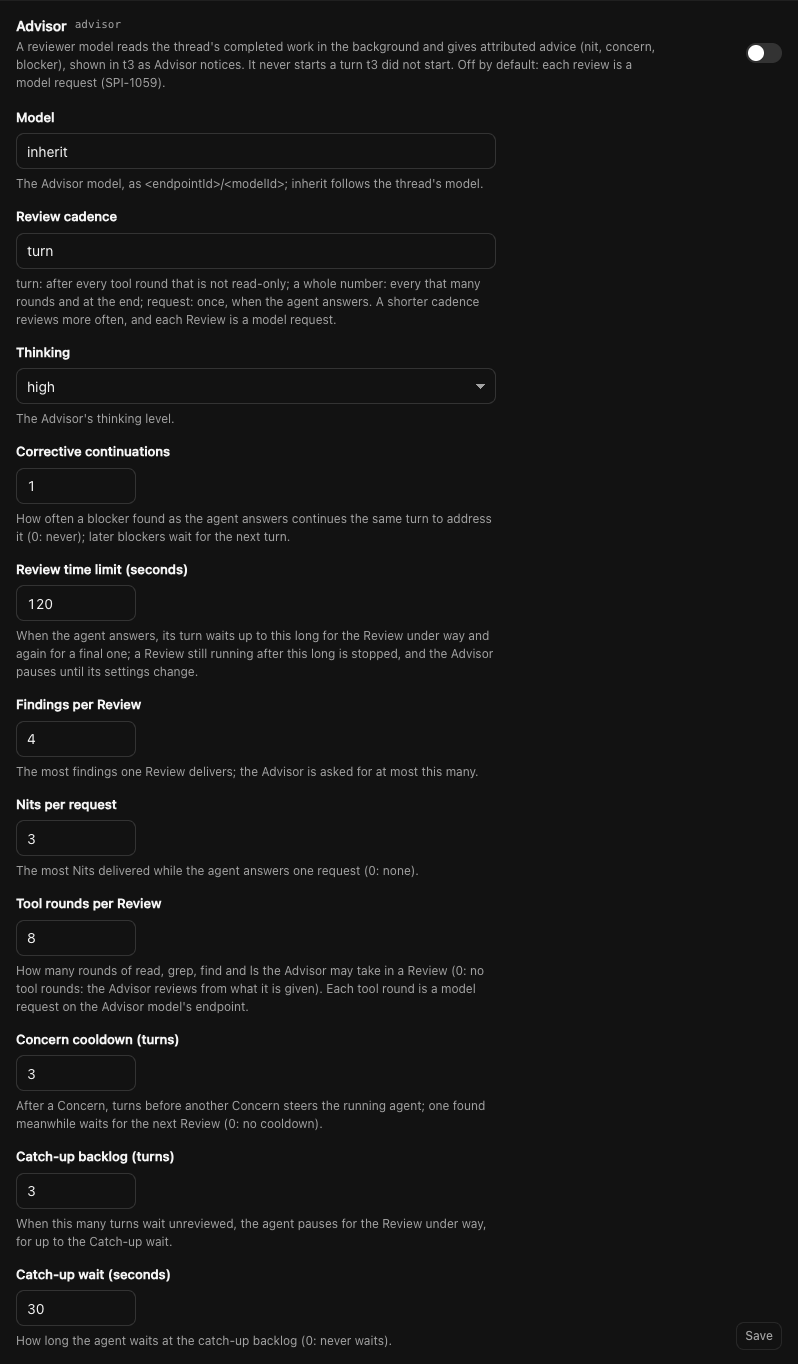 Advisor advisor
A reviewer model reads the thread's completed work in the background and gives attributed advice (nit, concern,
blocker), shown in t3 as Advisor notices. It never starts a turn t3 did not start. Off by default: each review is a
model request (SPI-1059).
Model
inherit
The Advisor model, as <endpointId>/<modelId>; inherit follows the thread's model.
Review cadence
turn
turn: after every tool round that is not read-only; a whole number: every that many
rounds and at the end; request: once, when the agent answers. A shorter cadence
reviews more often, and each Review is a model request.
Thinking
high
The Advisor's thinking level.
Corrective continuations
1
How often a blocker found as the agent answers continues the same turn to address
it (0: never); later blockers wait for the next turn.
Review time limit (seconds)
120
When the agent answers, its turn waits up to this long for the Review under way and
again for a final one; a Review still running after this long is stopped, and the Advisor
pauses until its settings change.
Findings per Review
4
The most findings one Review delivers; the Advisor is asked for at most this many.
Nits per request
3
The most Nits delivered while the agent answers one request (0: none).
Tool rounds per Review
8
How many rounds of read, grep, find and ls the Advisor may take in a Review (0: no
tool rounds: the Advisor reviews from what it is given). Each tool round is a model
request on the Advisor model's endpoint.
Concern cooldown (turns)
3
After a Concern, turns before another Concern steers the running agent; one found
meanwhile waits for the next Review (0: no cooldown).
Catch-up backlog (turns)
3
When this many turns wait unreviewed, the agent pauses for the Review under way,
for up to the Catch-up wait.
Catch-up wait (seconds)
30
How long the agent waits at the catch-up backlog (0: never waits).
Save